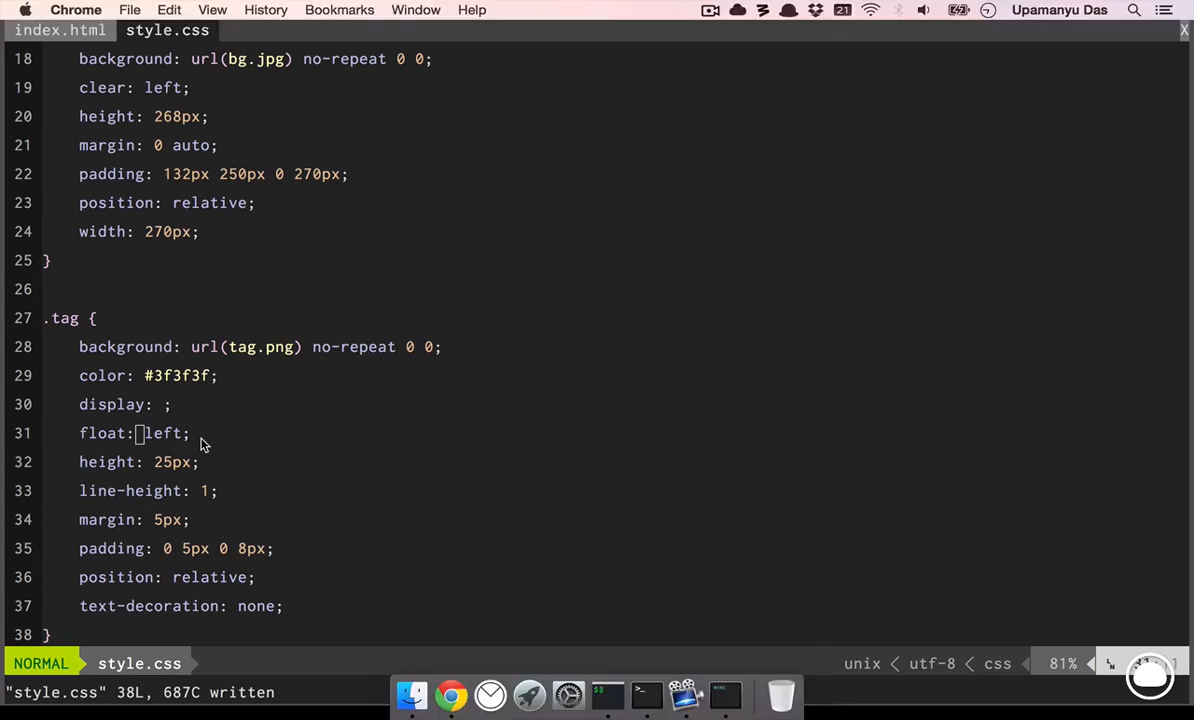 Chrome File Edit View History Bookmarks Window Help 21 Upamanyu Das
index.html style.css X
18 background: url(bg.jpg) no-repeat 0 0;
19 clear: left;
20 height: 268px;
21 margin: 0 auto;
22 padding: 132px 250px 0 270px;
23 position: relative;
24 width: 270px;
25 }
26
27 .tag {
28 background: url(tag.png) no-repeat 0 0;
29 color: #3f3f3f;
30 display: ;
31 float: left;
32 height: 25px;
33 line-height: 1;
34 margin: 5px;
35 padding: 0 5px 0 8px;
36 position: relative;
37 text-decoration: none;
38 }
NORMAL style.css unix < utf-8 < css 81%
"style.css" 38L, 687C written